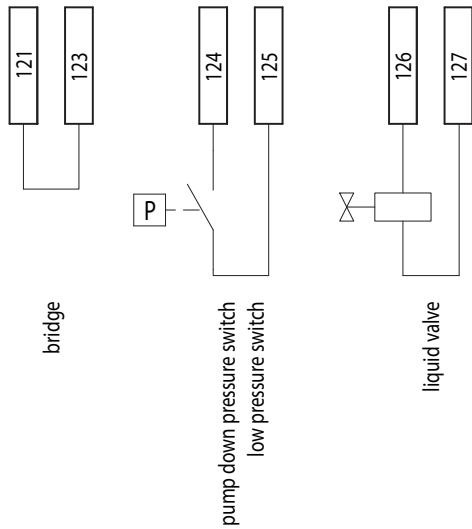 121
123
124
125
126
127
P
bridge
pump down pressure switch
low pressure switch
liquid valve